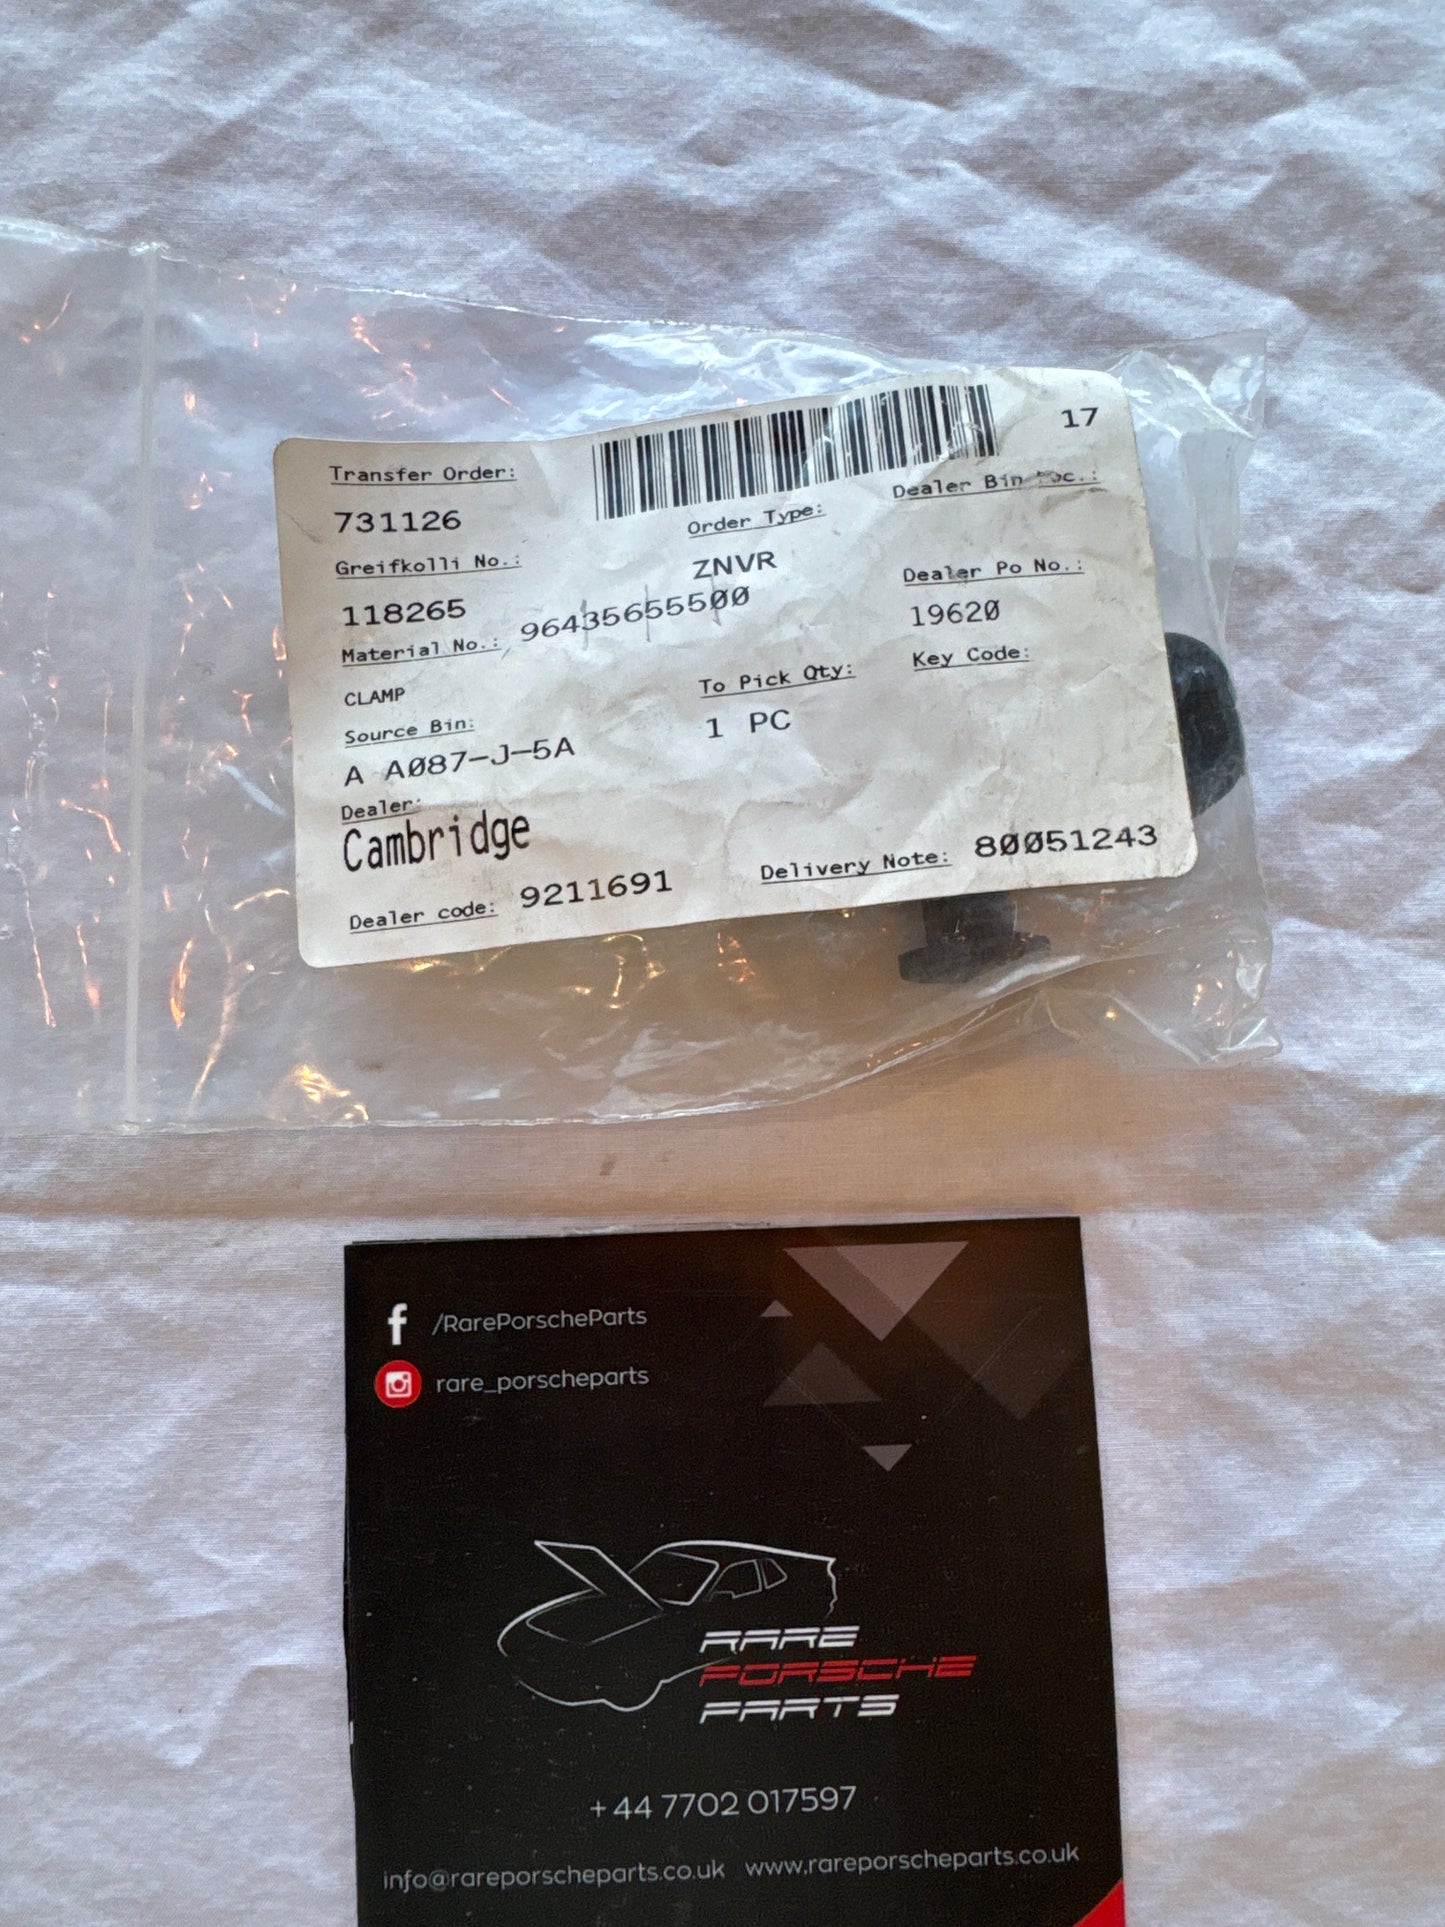 17
Transfer Order:
Dealer Bin Loc.:
731126
Order Type:
Greifkolli No.:
ZNVR
Dealer Po No.:
118265
96435655500
19620
Material No.:
Key Code:
CLAMP
To Pick Qty:
Source Bin:
1 PC
A A087-J-5A
Dealer:
Cambridge
Delivery Note: 80051243
Dealer code: 9211691
/RarePorscheParts
rare_porscheparts
RARE
PORSCHE
PARTS
+44 7702 017597
info@rareporscheparts.co.uk www.rareporscheparts.co.uk